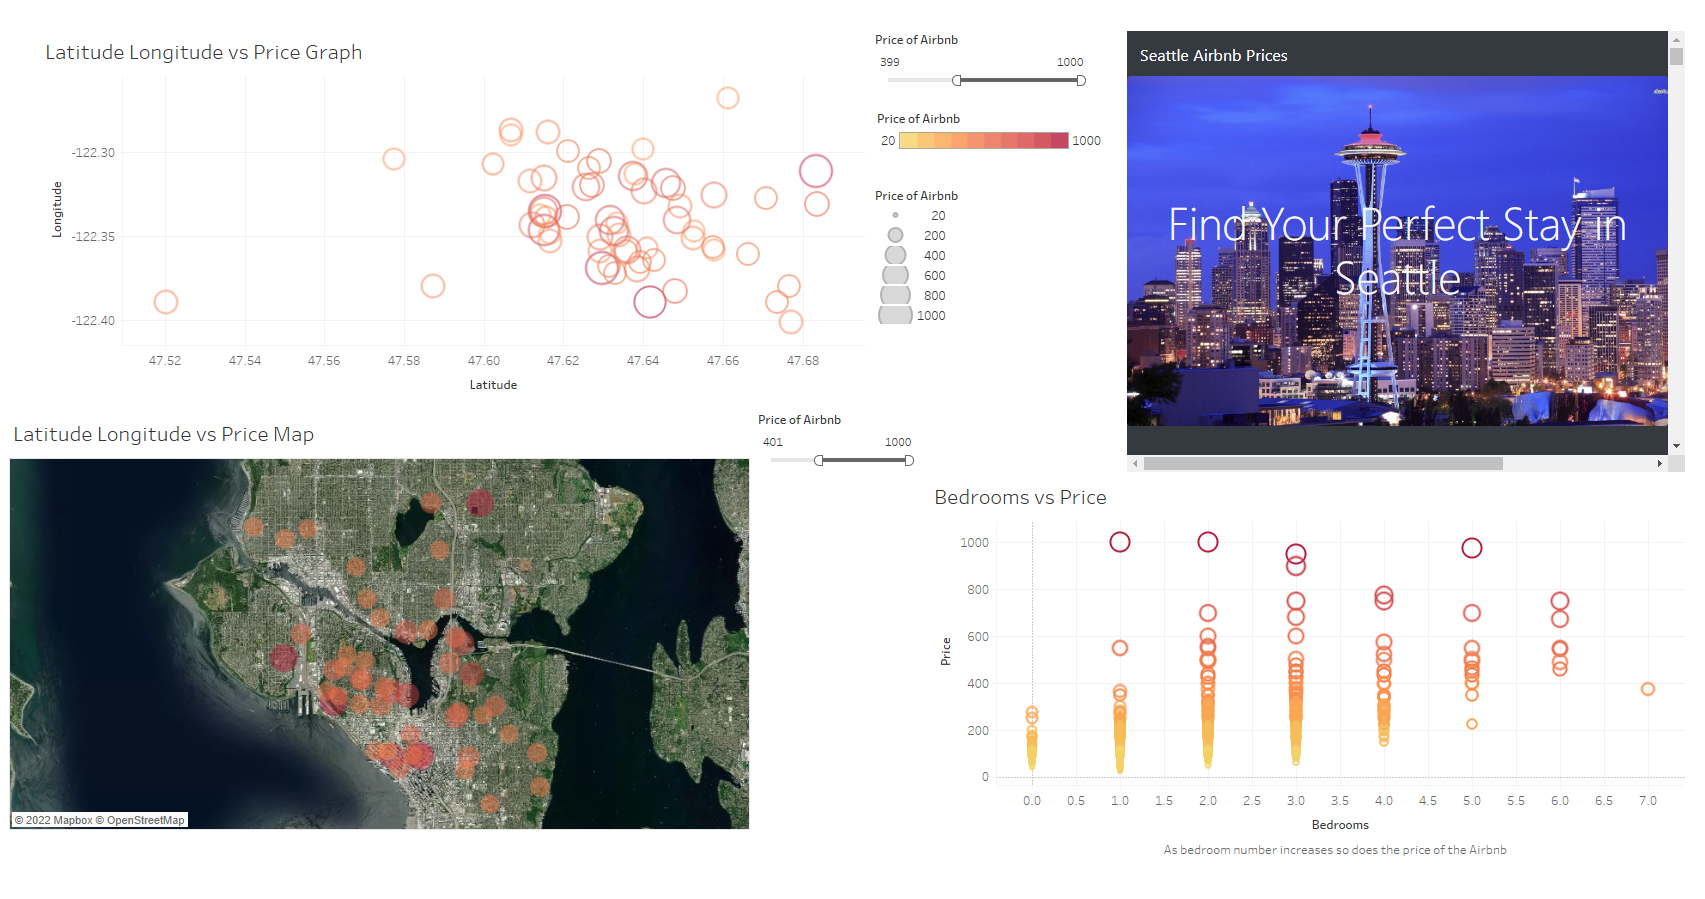 Latitude Longitude vs Price Graph
-122.30
-122.35
-122.40
Longitude
47.52 47.54 47.56 47.58 47.60 47.62 47.64 47.66 47.68
Latitude
Price of Airbnb
399 1000
Price of Airbnb
20 1000
Price of Airbnb
20
200
400
600
800
1000
Seattle Airbnb Prices
Find Your Perfect Stay in
Seattle
Latitude Longitude vs Price Map
Price of Airbnb
401 1000
© 2022 Mapbox © OpenStreetMap
Bedrooms vs Price
1000
800
600
400
200
0
Price
0.0 0.5 1.0 1.5 2.0 2.5 3.0 3.5 4.0 4.5 5.0 5.5 6.0 6.5 7.0
Bedrooms
As bedroom number increases so does the price of the Airbnb